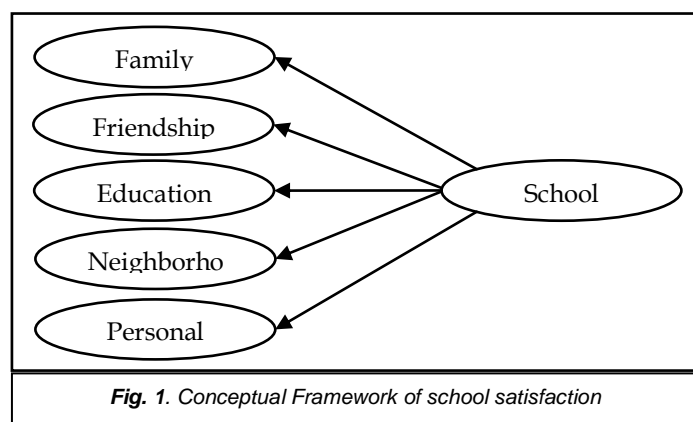 Family
Friendship
Education
School
Neighborho
Personal
Fig. 1. Conceptual Framework of school satisfaction